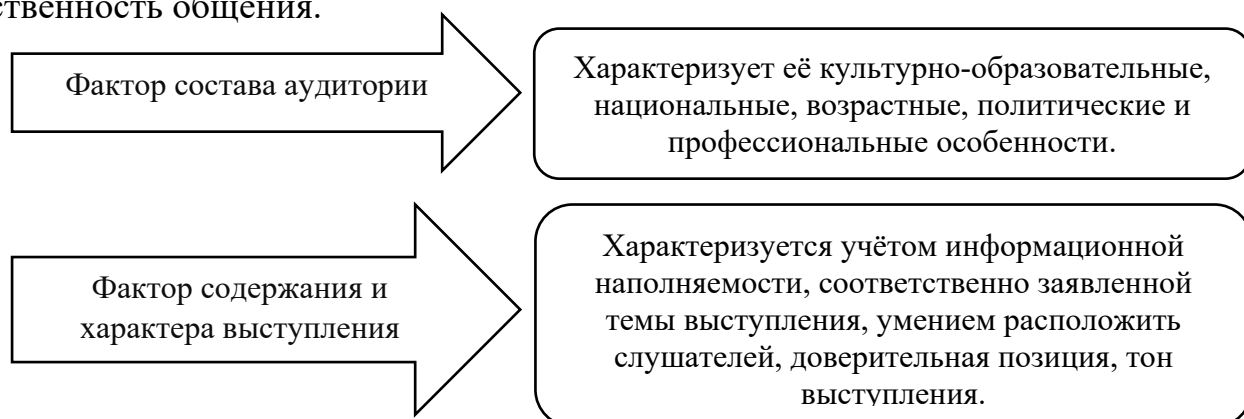 ственность общения.
Фактор состава аудитории
Характеризует её культурно-образовательные,
национальные, возрастные, политические и
профессиональные особенности.
Фактор содержания и
характера выступления
Характеризуется учётом информационной
наполняемости, соответственно заявленной
темы выступления, умением расположить
слушателей, доверительная позиция, тон
выступления.